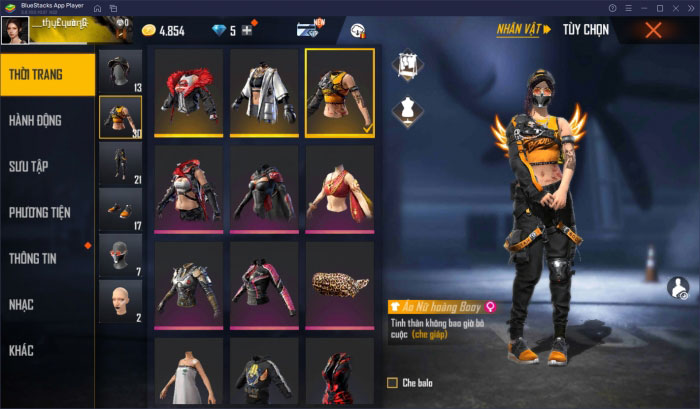 BlueStacks App Player
4.854
5
NEW
NHÂN VẬT
TÙY CHỌN
THỜI TRANG
HÀNH ĐỘNG
SƯU TẬP
PHƯƠNG TIỆN
THÔNG TIN
NHẠC
KHÁC
13
30
21
17
7
2
Áo Nữ hoàng Booy
Tinh thần không bao giờ bỏ
cuộc (che giáp)
Che balo